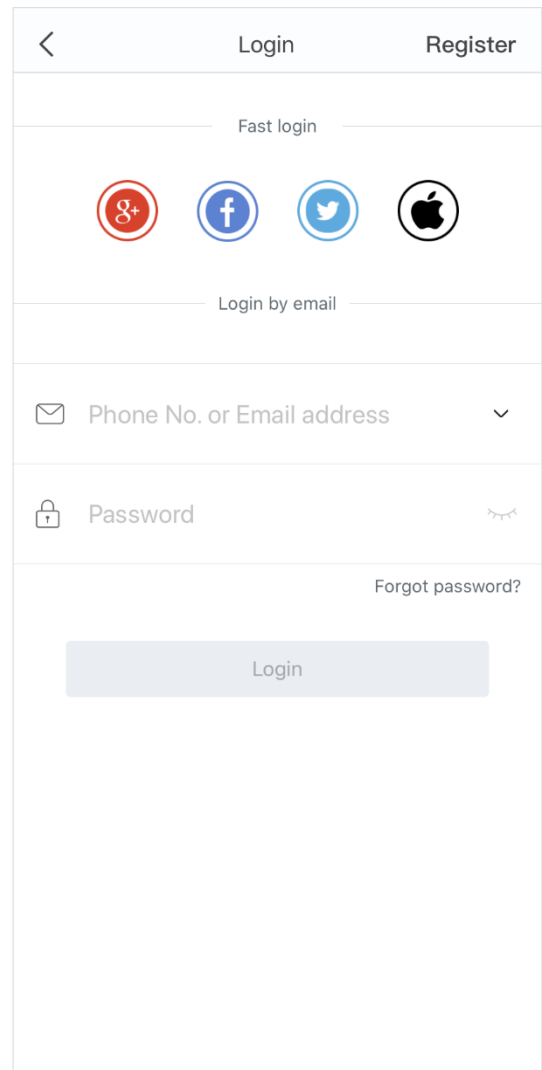 Login Register
Fast login
g+ f
Login by email
Phone No. or Email address
Password
Forgot password?
Login